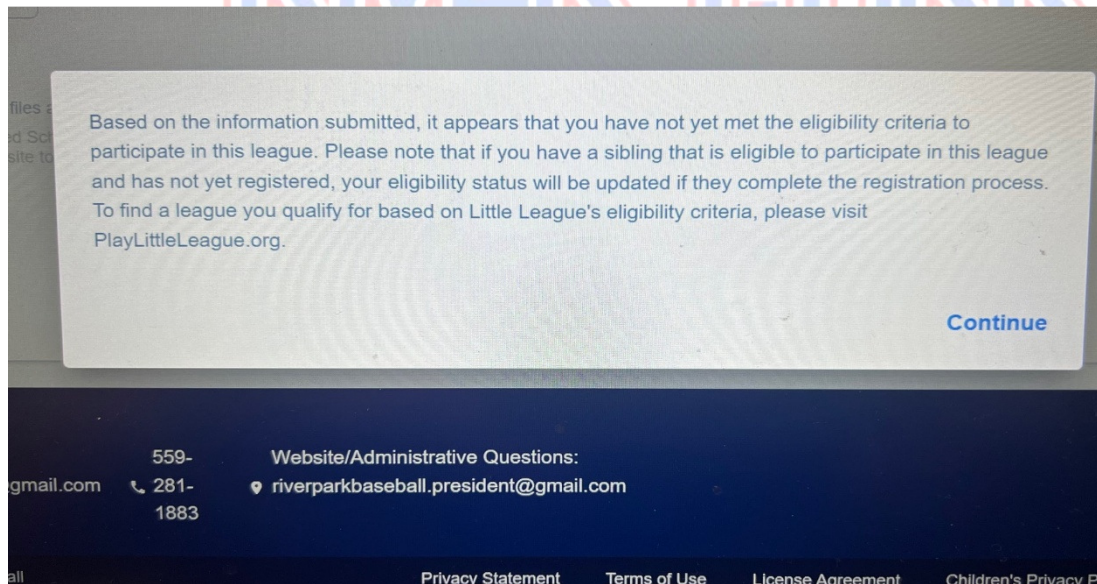 files
Based on the information submitted, it appears that you have not yet met the eligibility criteria to
participate in this league. Please note that if you have a sibling that is eligible to participate in this league
and has not yet registered, your eligibility status will be updated if they complete the registration process.
To find a league you qualify for based on Little League's eligibility criteria, please visit
PlayLittleLeague.org.
Continue
559-
Website/Administrative Questions:
gmail.com
281-
riverparkbaseball.president@gmail.com
1883
Privacy Statement
Terms of Use
License Agreement
Children's Privacy